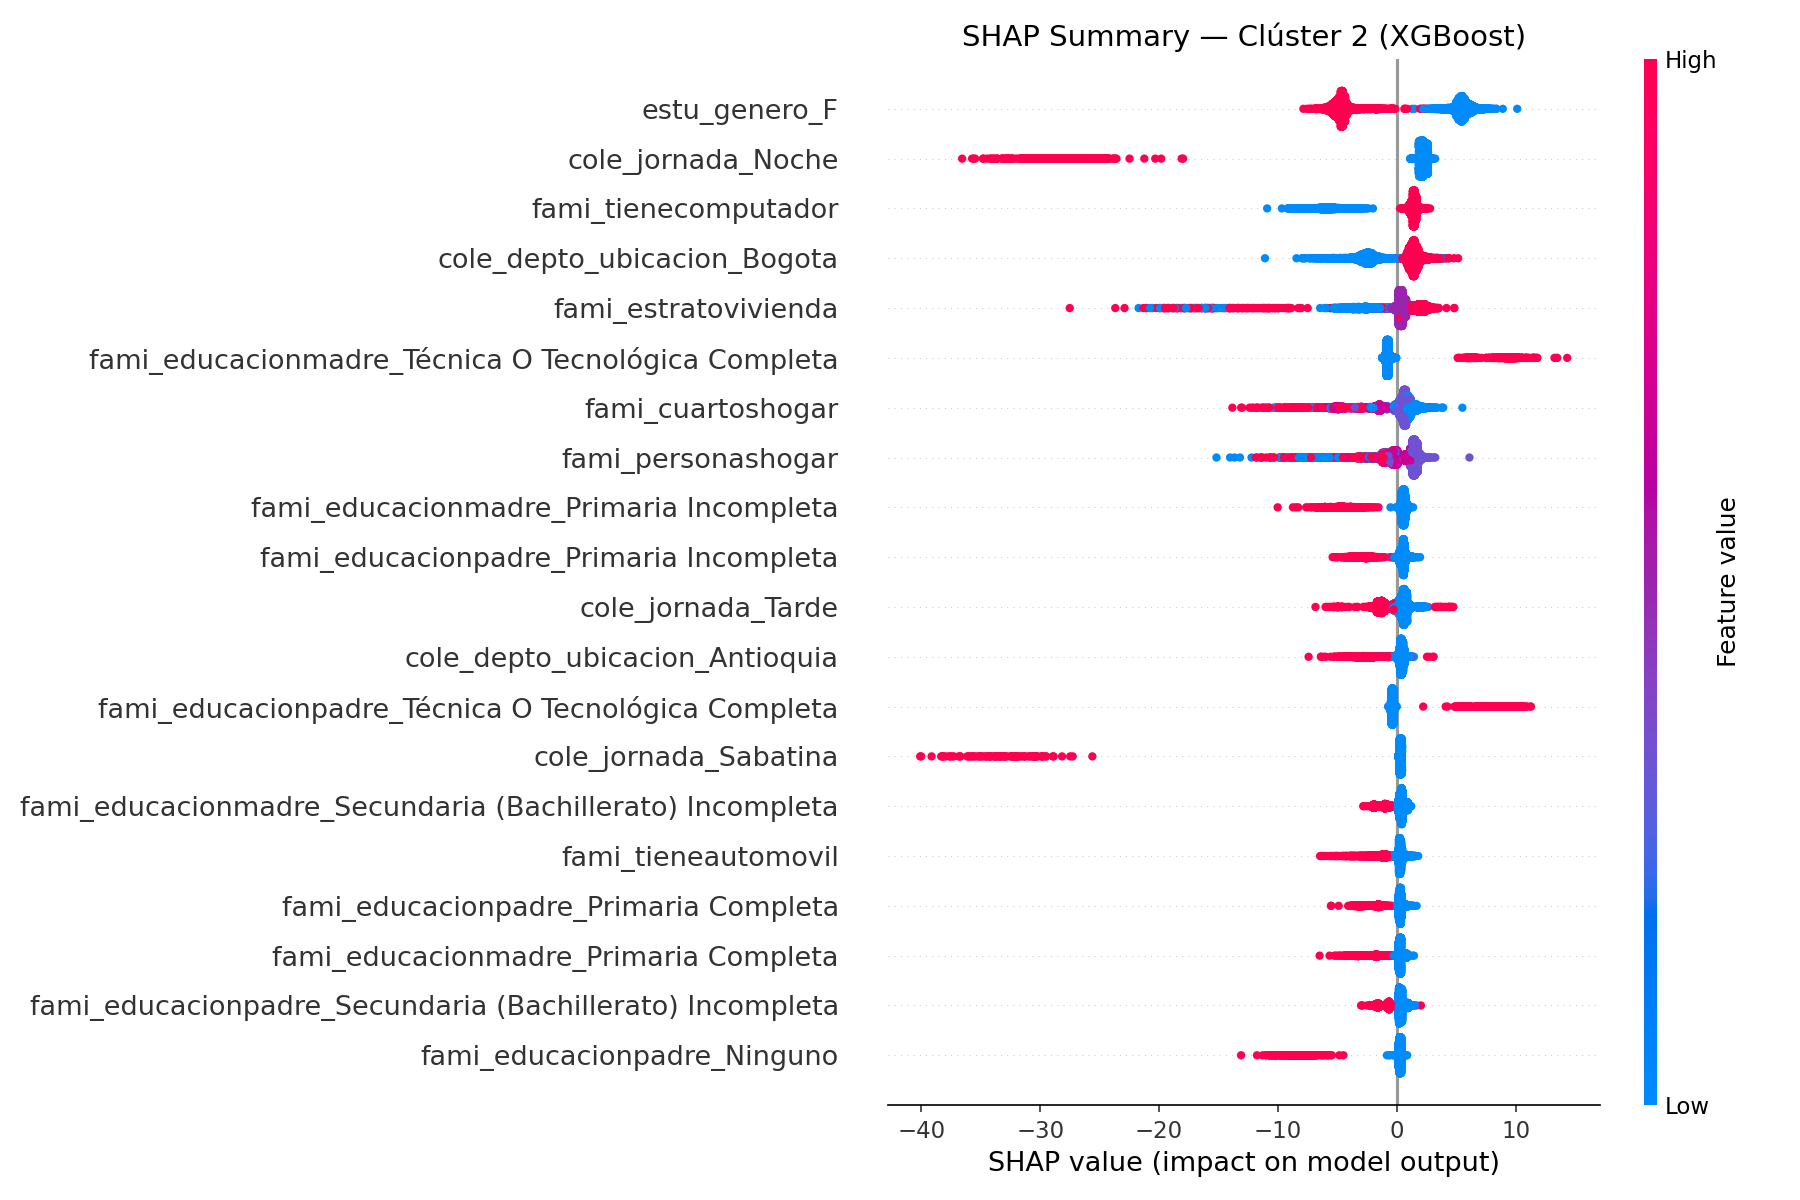 SHAP Summary — Clúster 2 (XGBoost)
High
estu_genero_F
cole_jornada_Noche
fami_tienecomputador
cole_depto_ubicacion_Bogota
fami_estratovivienda
fami_educacionmadre_Técnica O Tecnológica Completa
fami_cuartoshogar
fami_personashogar
fami_educacionmadre_Primaria Incompleta
fami_educacionpadre_Primaria Incompleta
cole_jornada_Tarde
cole_depto_ubicacion_Antioquia
fami_educacionpadre_Técnica O Tecnológica Completa
cole_jornada_Sabatina
fami_educacionmadre_Secundaria (Bachillerato) Incompleta
fami_tieneautomovil
fami_educacionpadre_Primaria Completa
fami_educacionmadre_Primaria Completa
fami_educacionpadre_Secundaria (Bachillerato) Incompleta
fami_educacionpadre_Ninguno
Feature value
Low
−40 −30 −20 −10 0 10
SHAP value (impact on model output)